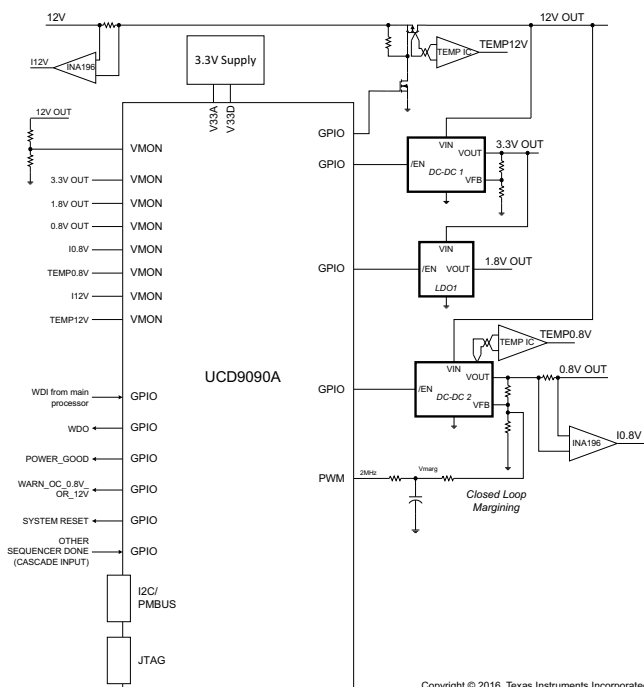 12V
12V OUT
I12V
INA196
3.3V Supply
TEMP IC
TEMP12V
V33A
V33D
12V OUT
GPIO
VMON
GPIO
VIN
/EN
VOUT
DC-DC 1
VFB
3.3V OUT
3.3V OUT
VMON
1.8V OUT
VMON
0.8V OUT
VMON
I0.8V
VMON
TEMP0.8V
VMON
I12V
VMON
TEMP12V
VMON
GPIO
VIN
/EN
VOUT
LDO1
1.8V OUT
TEMP IC
TEMP0.8V
UCD9090A
GPIO
VIN
/EN
VOUT
DC-DC 2
VFB
0.8V OUT
INA196
I0.8V
WDI from main
processor
GPIO
WDO
GPIO
POWER_GOOD
GPIO
WARN_OC_0.8V_
OR_12V
GPIO
SYSTEM RESET
GPIO
OTHER
SEQUENCER DONE
(CASCADE INPUT)
GPIO
PWM
2MHz
Vmarg
Closed Loop
Margining
I2C/
PMBUS
JTAG
Copyright © 2016, Texas Instruments Incorporated